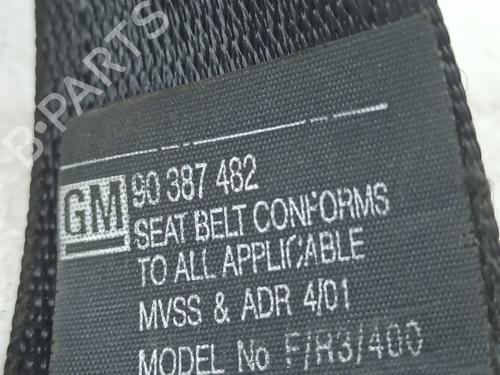 B-PARTS
GM 90 387 482
SEAT BELT CONFORMS
TO ALL APPLICABLE
MVSS & ADR 4/01
MODEL No F/R3/400